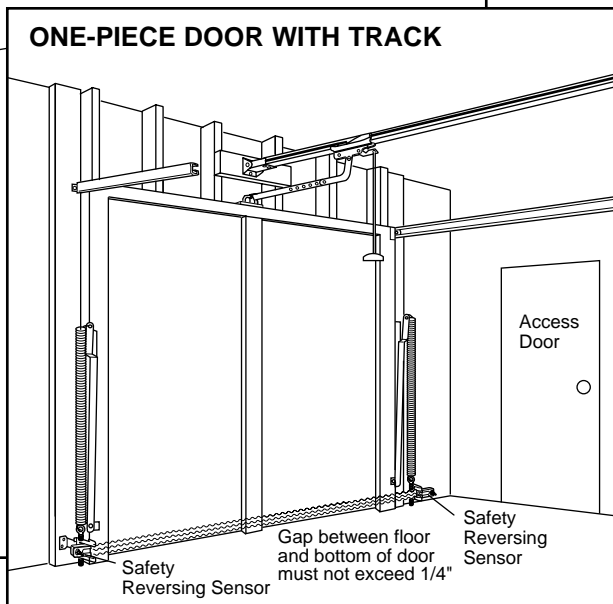 ONE-PIECE DOOR WITH TRACK
Access
Door
Safety
Reversing
Sensor
Gap between floor
and bottom of door
must not exceed 1/4"
Safety
Reversing Sensor